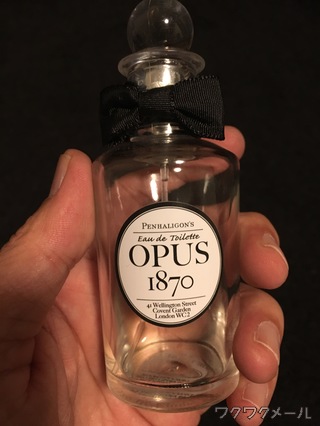 PENHALIGON'S
Eau de Toilette
OPUS
1870
41 Wellington Street
Covent Garden
London WC2
ワクワクメール